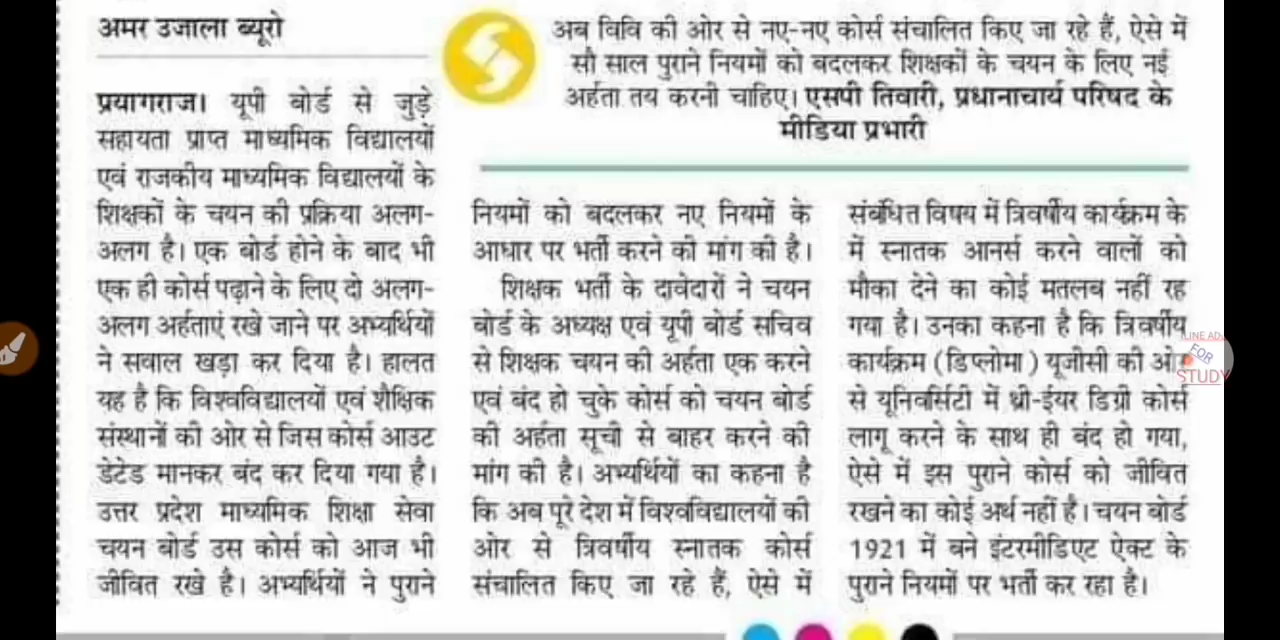 अमर उजाला ब्यूरो
प्रयागराज। यूपी बोर्ड से जुड़े
सहायता प्राप्त माध्यमिक विद्यालयों
एवं राजकीय माध्यमिक विद्यालयों के
शिक्षकों के चयन की प्रक्रिया अलग-
अलग है। एक बोर्ड होने के बाद भी
एक ही कोर्स पढ़ाने के लिए दो अलग-
अलग अर्हताएं रखे जाने पर अभ्यर्थियों
ने सवाल खड़ा कर दिया है। हालत
यह है कि विश्वविद्यालयों एवं शैक्षिक
संस्थानों की ओर से जिस कोर्स आउट
डेटेड मानकर बंद कर दिया गया है।
उत्तर प्रदेश माध्यमिक शिक्षा सेवा
चयन बोर्ड उस कोर्स को आज भी
जीवित रखे है। अभ्यर्थियों ने पुराने
अब विवि की ओर से नए-नए कोर्स संचालित किए जा रहे हैं, ऐसे में
सौ साल पुराने नियमों को बदलकर शिक्षकों के चयन के लिए नई
अर्हता तय करनी चाहिए। एसपी तिवारी, प्रधानाचार्य परिषद के
मीडिया प्रभारी
नियमों को बदलकर नए नियमों के
आधार पर भर्ती करने की मांग की है।
शिक्षक भर्ती के दावेदारों ने चयन
बोर्ड के अध्यक्ष एवं यूपी बोर्ड सचिव
से शिक्षक चयन की अर्हता एक करने
एवं बंद हो चुके कोर्स को चयन बोर्ड
की अर्हता सूची से बाहर करने की
मांग की है। अभ्यर्थियों का कहना है
कि अब पूरे देश में विश्वविद्यालयों की
ओर से त्रिवर्षीय स्नातक कोर्स
संचालित किए जा रहे हैं, ऐसे में
संबंधित विषय में त्रिवर्षीय कार्यक्रम के
में स्नातक आनर्स करने वालों को
मौका देने का कोई मतलब नहीं रह
गया है। उनका कहना है कि त्रिवर्षीय
कार्यक्रम (डिप्लोमा) यूजीसी की ओर
से यूनिवर्सिटी में थ्री-ईयर डिग्री कोर्स
लागू करने के साथ ही बंद हो गया,
ऐसे में इस पुराने कोर्स को जीवित
रखने का कोई अर्थ नहीं है। चयन बोर्ड
1921 में बने इंटरमीडिएट ऐक्ट के
पुराने नियमों पर भर्ती कर रहा है।
FOR
STUDY